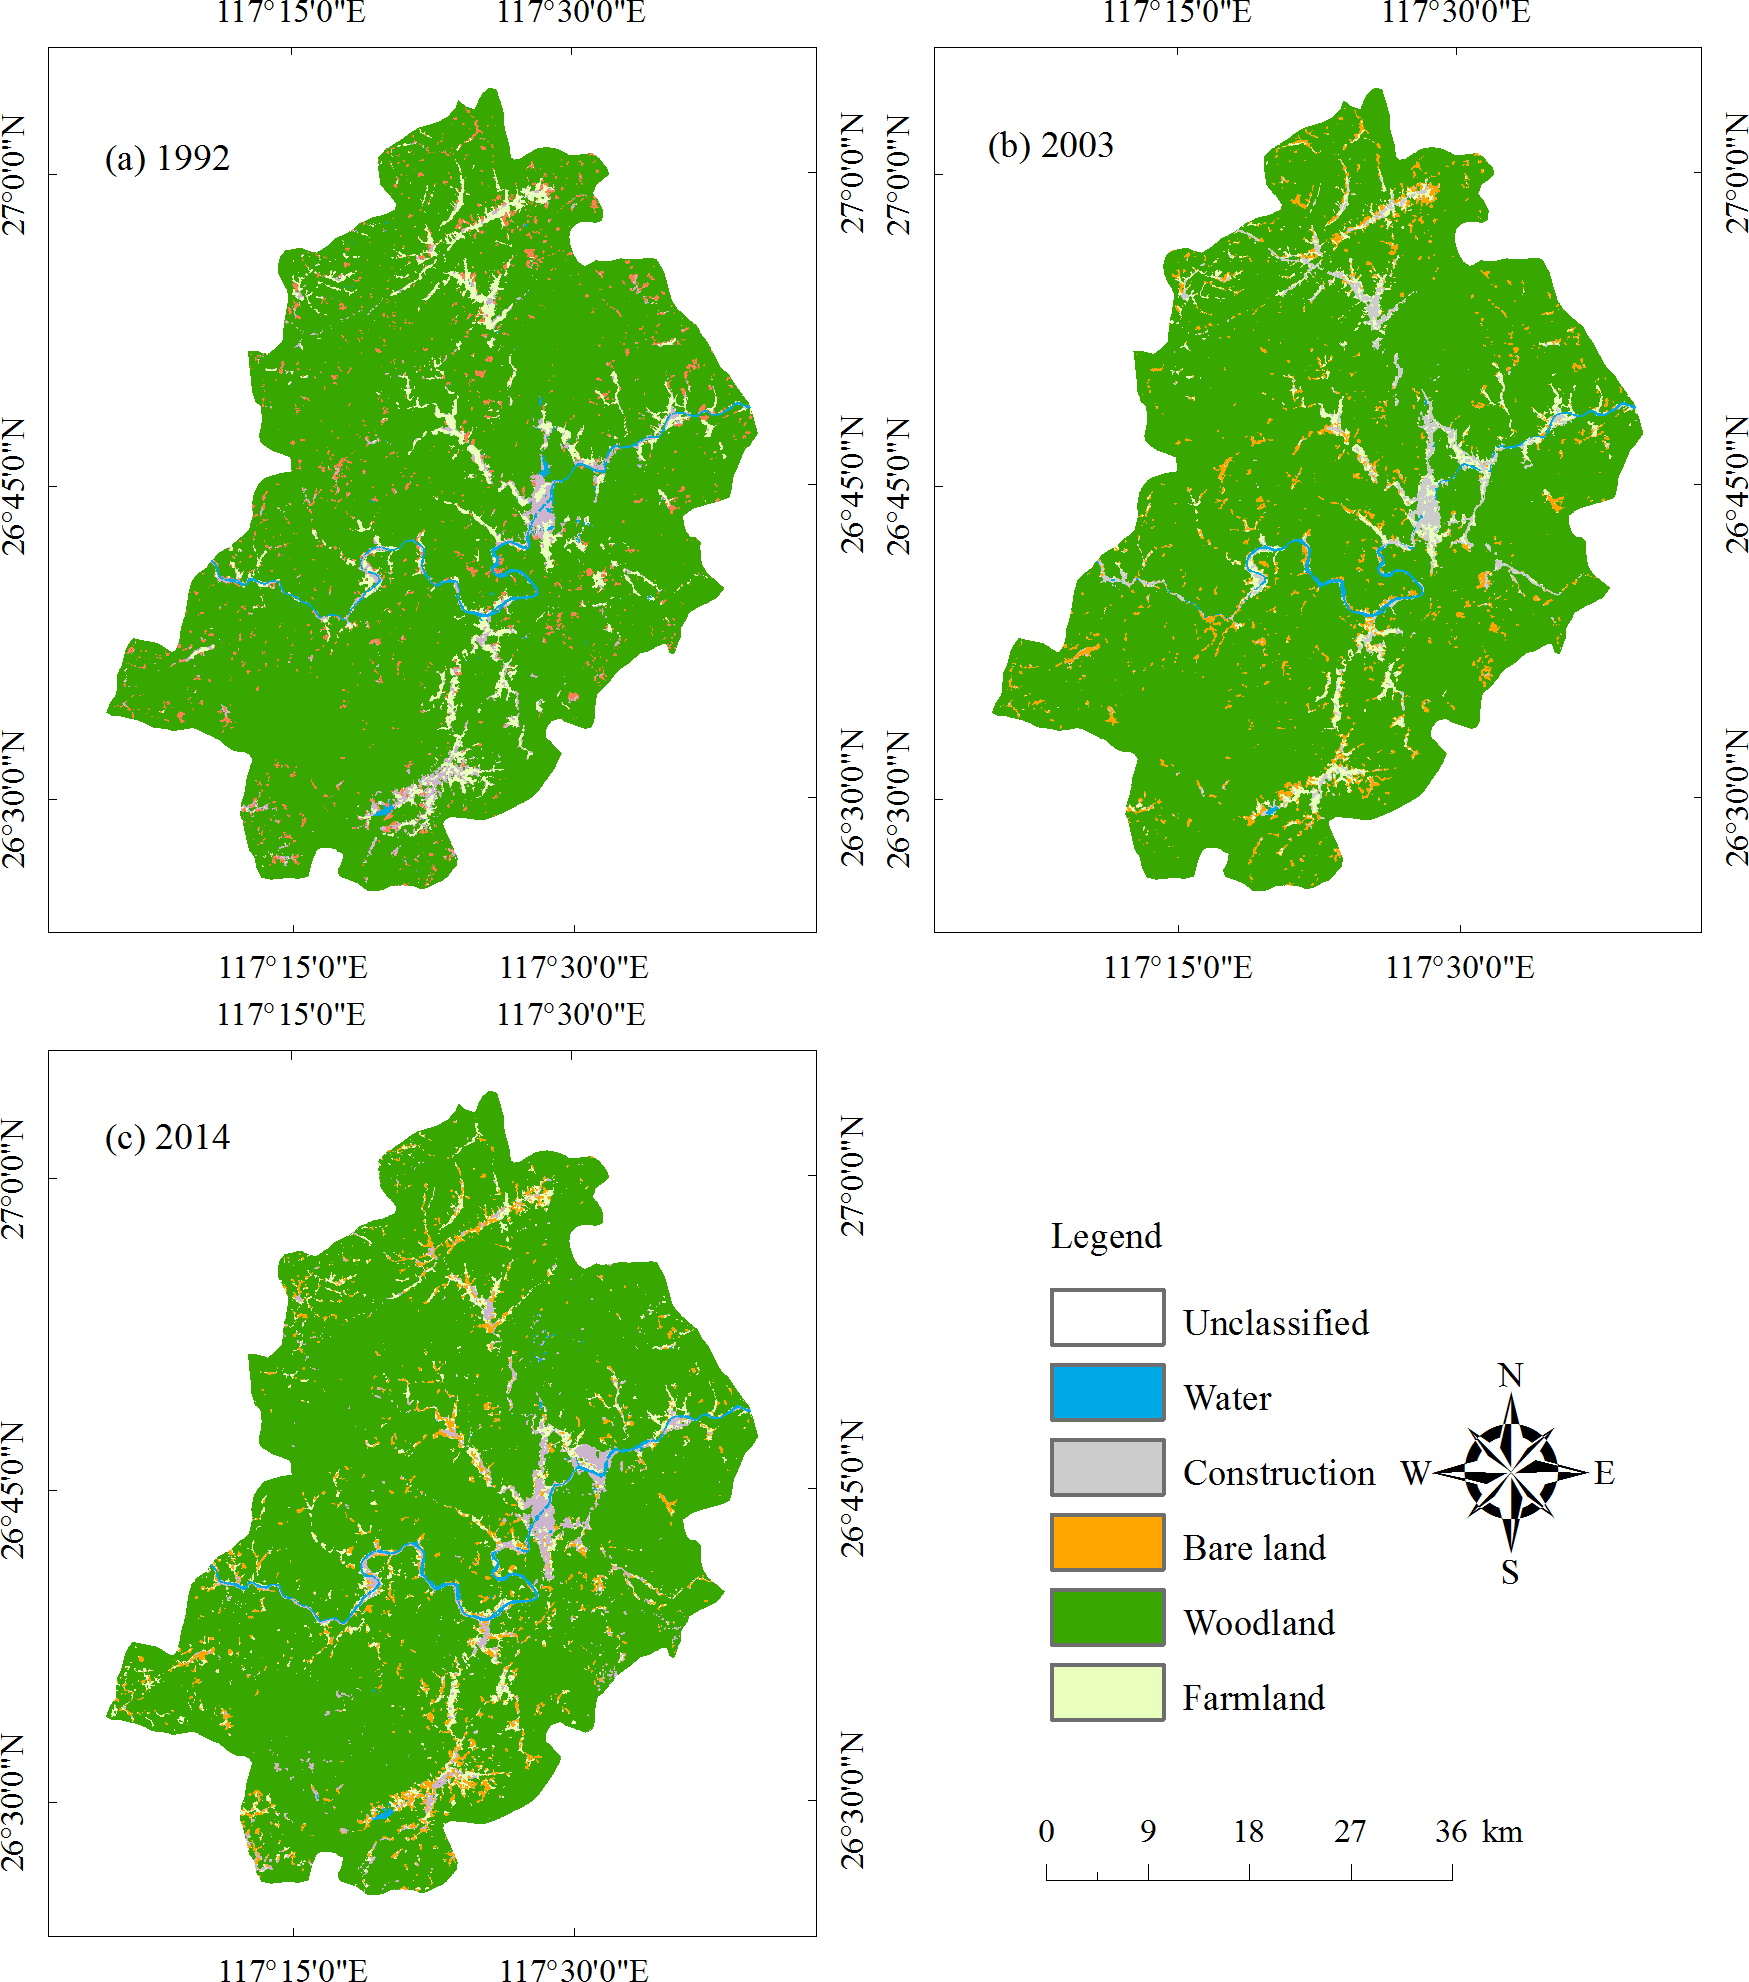 117°15'0"E 117°30'0"E 117°15'0"E 117°30'0"E
(a) 1992
(b) 2003
27°0'0"N 27°0'0"N 27°0'0"N 27°0'0"N
26°45'0"N 26°45'0"N 26°45'0"N 26°45'0"N
26°30'0"N 26°30'0"N 26°30'0"N 26°30'0"N
117°15'0"E 117°30'0"E 117°15'0"E 117°30'0"E
117°15'0"E 117°30'0"E
(c) 2014
27°0'0"N 27°0'0"N
26°45'0"N 26°45'0"N
26°30'0"N 26°30'0"N
117°15'0"E 117°30'0"E
Legend
Unclassified
Water
Construction
Bare land
Woodland
Farmland
N
W E
S
0 9 18 27 36 km